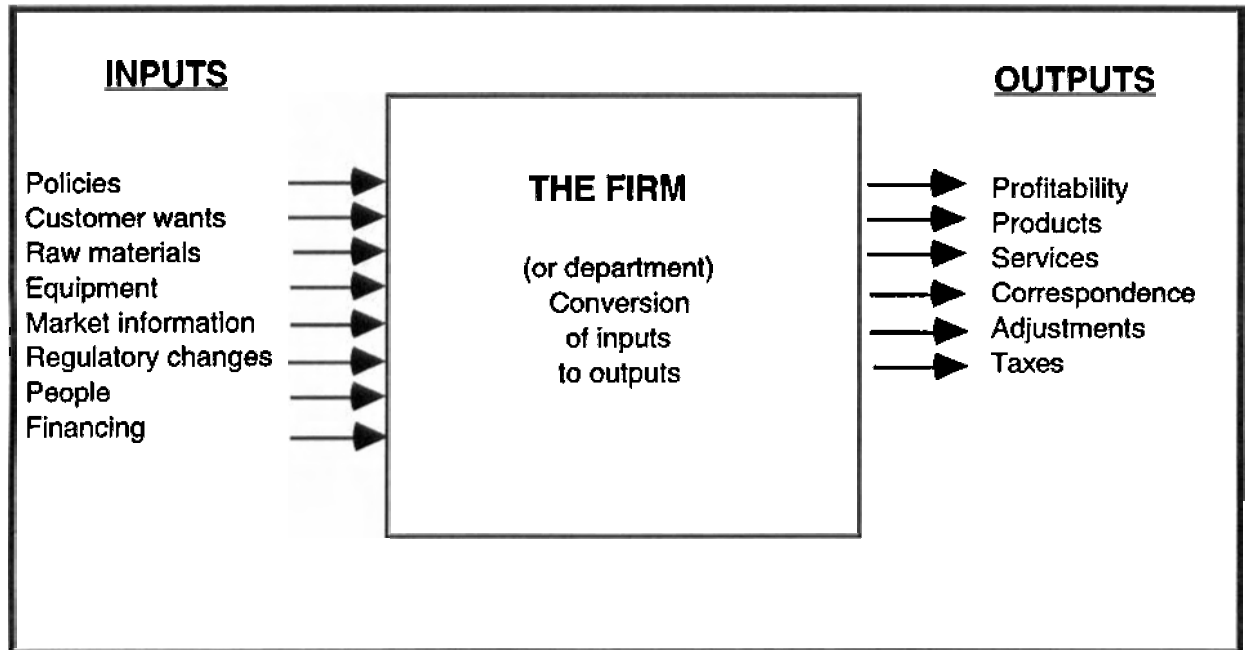 INPUTS
Policies
Customer wants
Raw materials
Equipment
Market information
Regulatory changes
People
Financing
THE FIRM
(or department)
Conversion
of inputs
to outputs
OUTPUTS
Profitability
Products
Services
Correspondence
Adjustments
Taxes